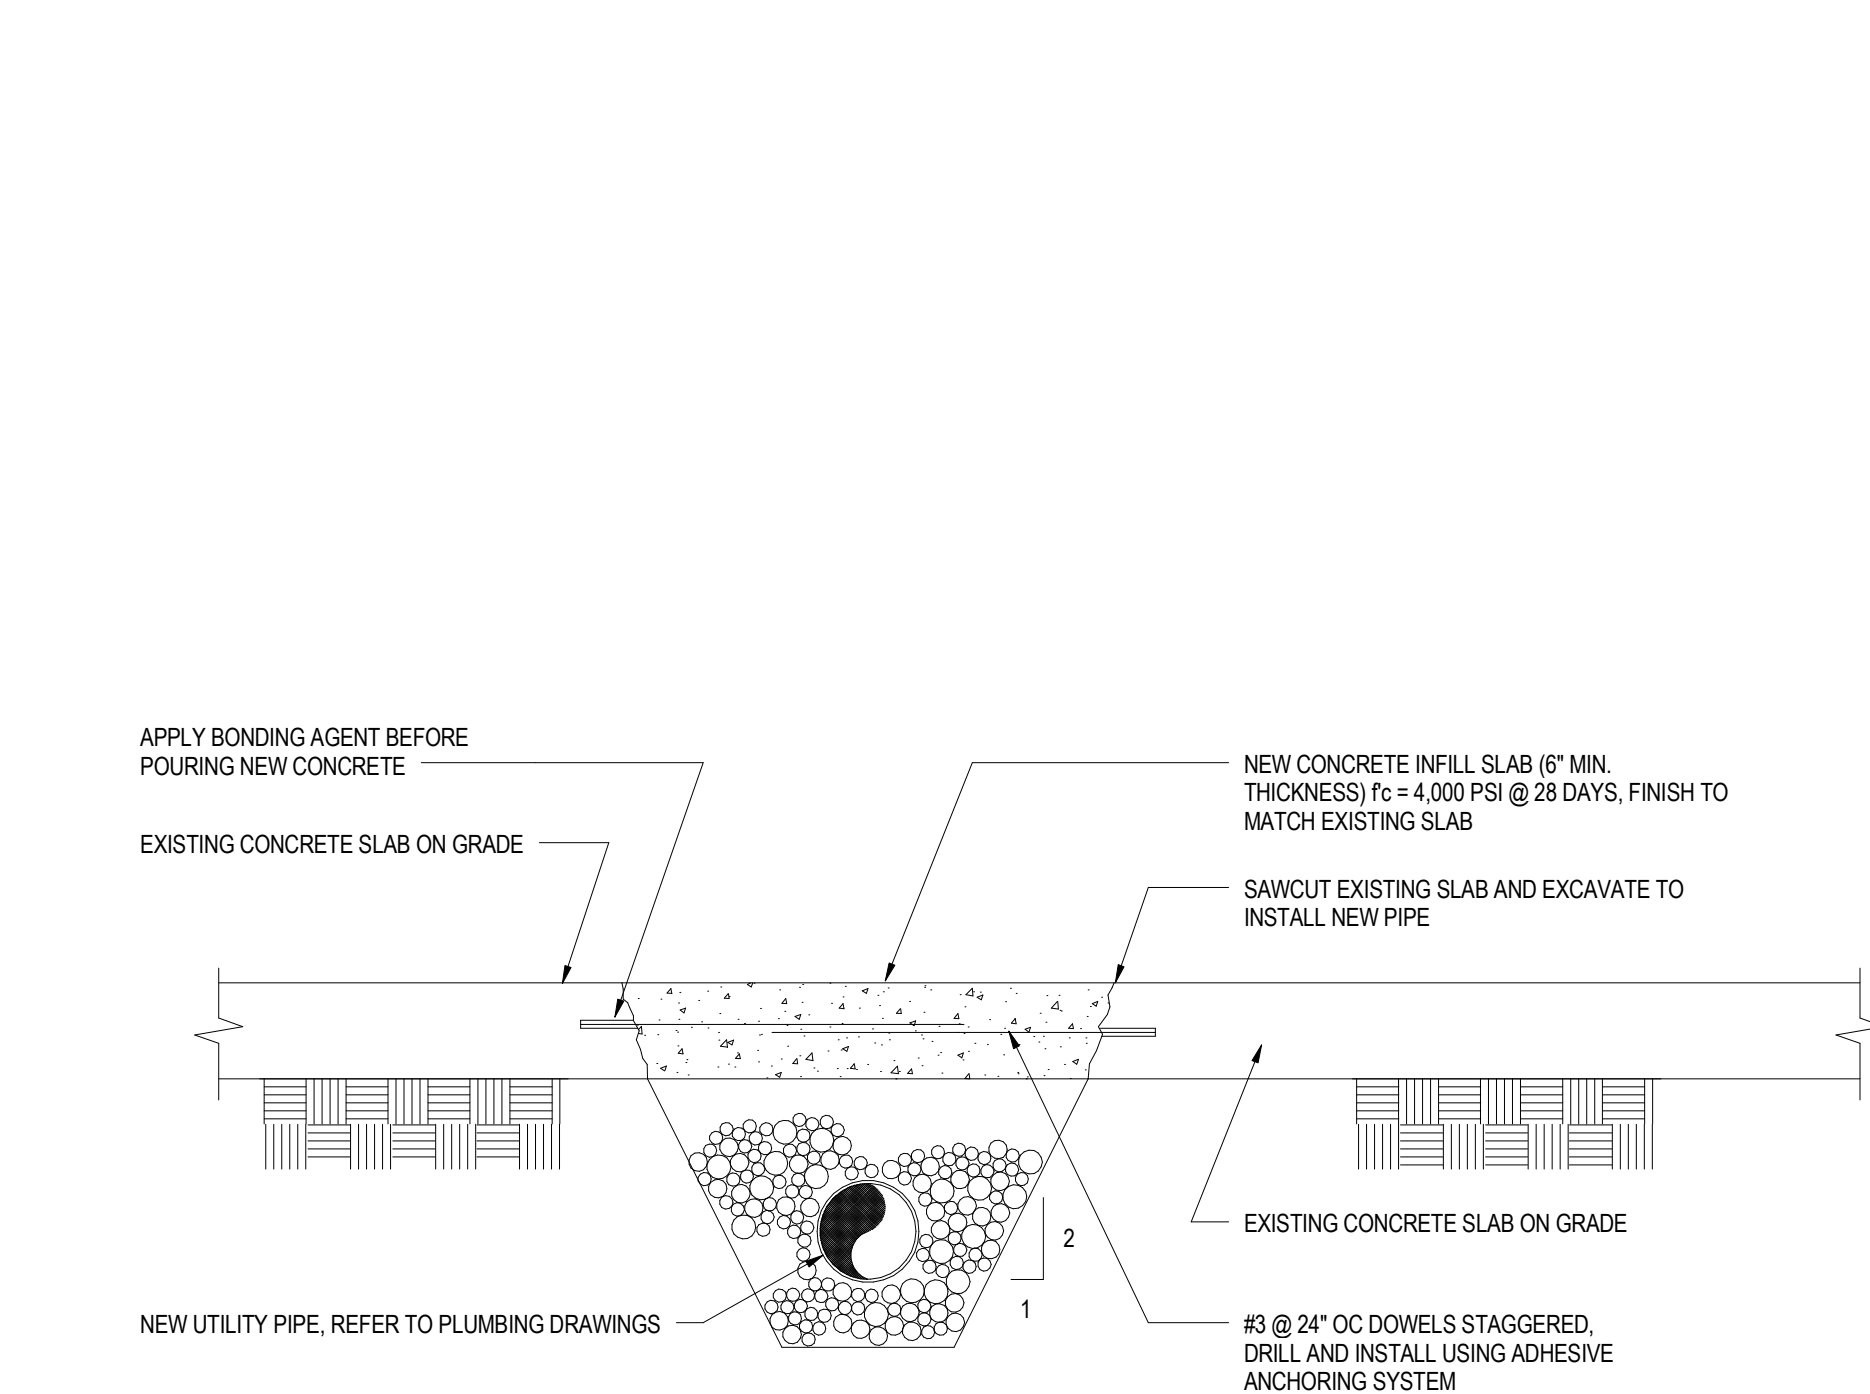 APPLY BONDING AGENT BEFORE
POURING NEW CONCRETE
EXISTING CONCRETE SLAB ON GRADE
NEW CONCRETE INFILL SLAB (6" MIN.
THICKNESS) f'c = 4,000 PSI @ 28 DAYS, FINISH TO
MATCH EXISTING SLAB
SAWCUT EXISTING SLAB AND EXCAVATE TO
INSTALL NEW PIPE
EXISTING CONCRETE SLAB ON GRADE
2
1
NEW UTILITY PIPE, REFER TO PLUMBING DRAWINGS
#3 @ 24" OC DOWELS STAGGERED,
DRILL AND INSTALL USING ADHESIVE
ANCHORING SYSTEM